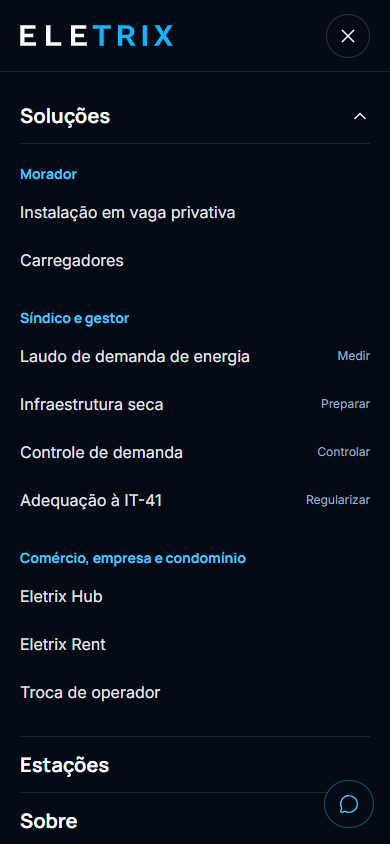 ELETRIX
Soluções
Morador
Instalação em vaga privativa
Carregadores
Síndico e gestor
Laudo de demanda de energia Medir
Infraestrutura seca Preparar
Controle de demanda Controlar
Adequação à IT-41 Regularizar
Comércio, empresa e condomínio
Eletrix Hub
Eletrix Rent
Troca de operador
Estações
Sobre